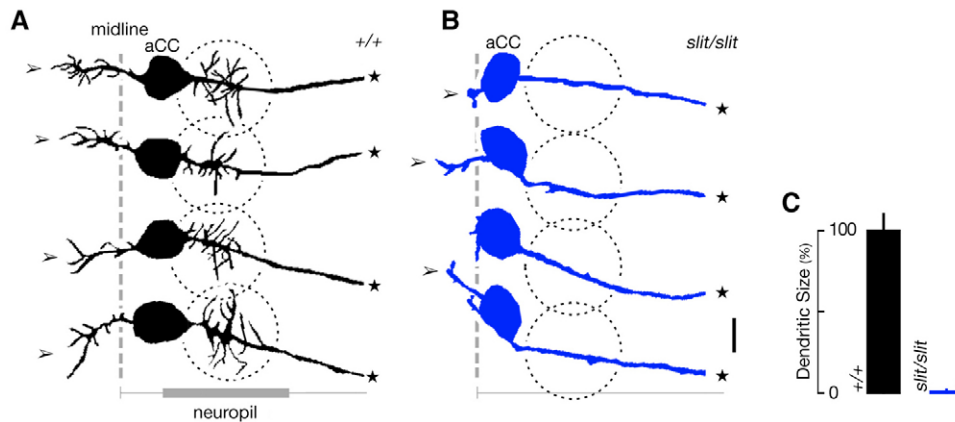 A
midline
aCC
+/+
neuropil
B
aCC
slit/slit
C
100
Dendritic Size (%)
0
+/+
slit/slit